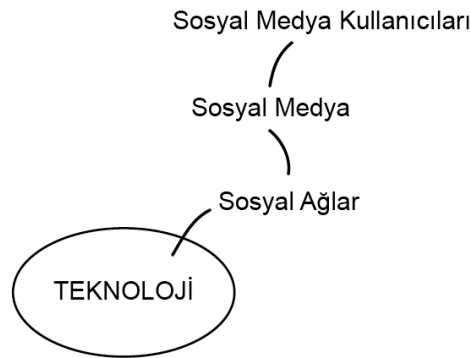 Sosyal Medya Kullanıcıları
Sosyal Medya
Sosyal Ağlar
TEKNOLOJİ